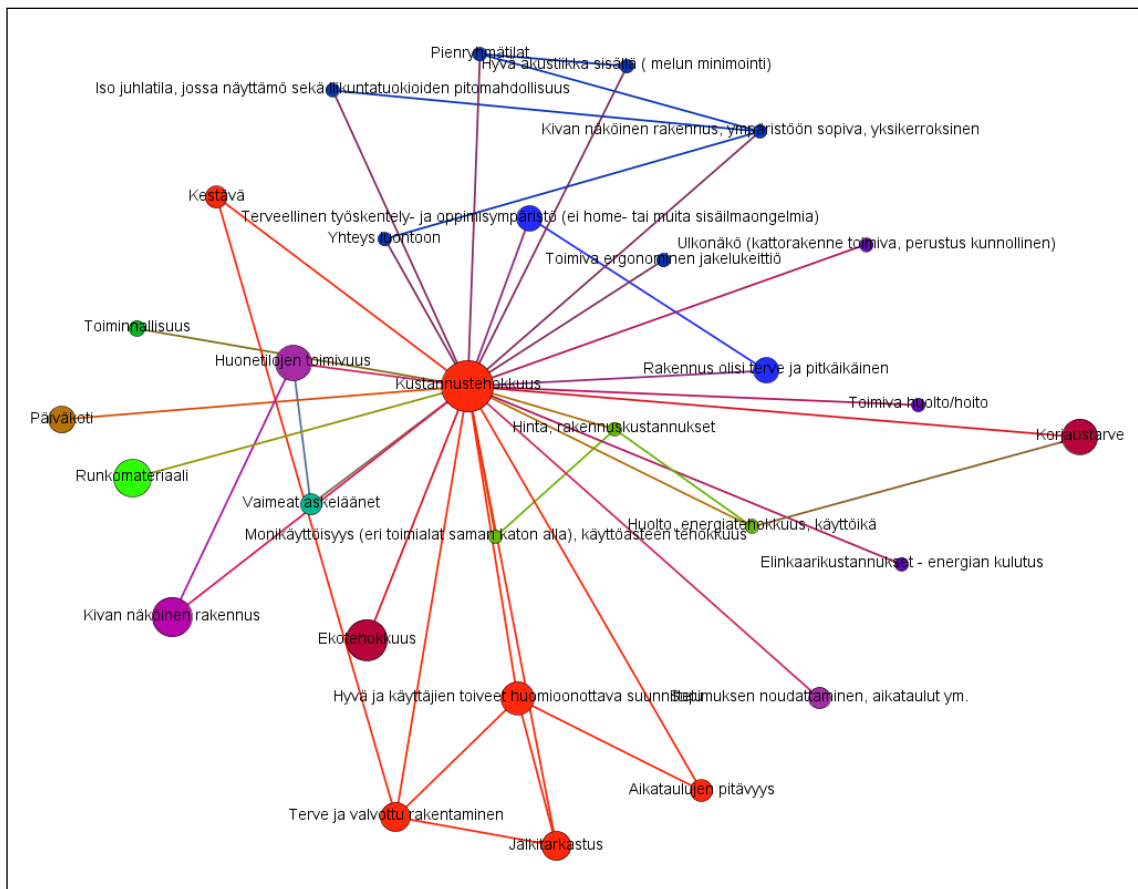 Pienryhmätilat
Hyvä akustiikka sisällä ( melun minimointi)
Iso juhlatila, jossa näyttämö sekä liikuntatuokioiden pitomahdollisuus
Kivan näköinen rakennus, ympäristöön sopiva, yksikerroksinen
Kestävä
Terveellinen työskentely- ja oppimisympäristö (ei home- tai muita sisäilmaongelmia)
Yhteys luontoon
Ulkonäkö (kattorakenne toimiva, perustus kunnollinen)
Toimiva ergonominen jakelukeittiö
Toiminnallisuus
Huonetilojen toimivuus
Rakennus olisi terve ja pitkäikäinen
Kustannustehokkuus
Toimiva huolto/hoito
Päiväkoti
Hinta, rakennuskustannukset
Korjaustarve
Runkomateriaali
Vaimeat askeläänet
Huolto, energiatehokkuus, käyttöikä
Monikäyttöisyys (eri toimialat saman katon alla), käyttöasteen tehokkuus
Elinkaarikustannukset - energian kulutus
Kivan näköinen rakennus
Ekotehokkuus
Hyvä ja käyttäjien toiveet huomioonottava suunnittelu
noudattaminen, aikataulut ym.
Aikataulujen pitävyys
Terve ja valvottu rakentaminen
Jälkitarkastus